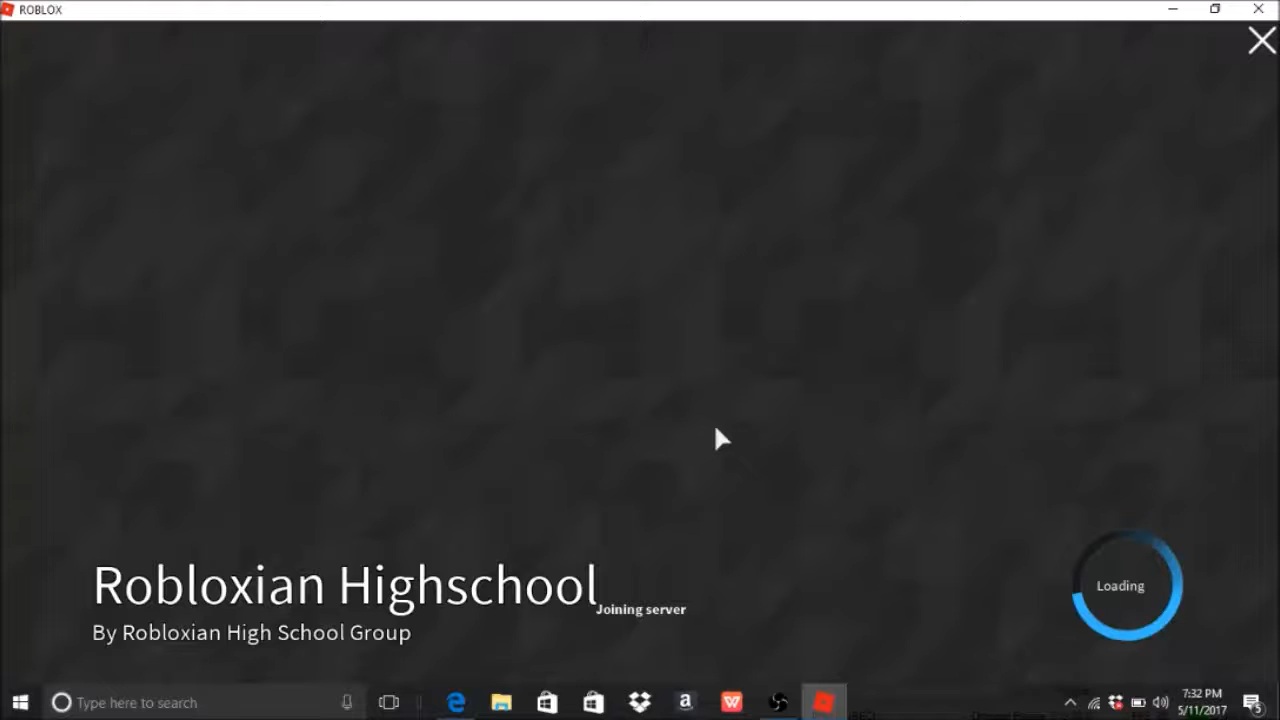 ROBLOX
Robloxian Highschool
Joining server
By Robloxian High School Group
Loading
Type here to search
a
W
7:32 PM
5/11/2017
5